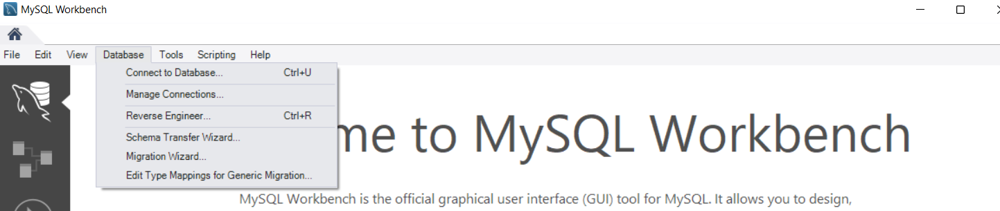 MySQL Workbench
File Edit View Database Tools Scripting Help
Connect to Database... Ctrl+U
Manage Connections...
Reverse Engineer... Ctrl+R
Schema Transfer Wizard...
Migration Wizard...
Edit Type Mappings for Generic Migration...
me to MySQL Workbench
MySQL Workbench is the official graphical user interface (GUI) tool for MySQL. It allows you to design,